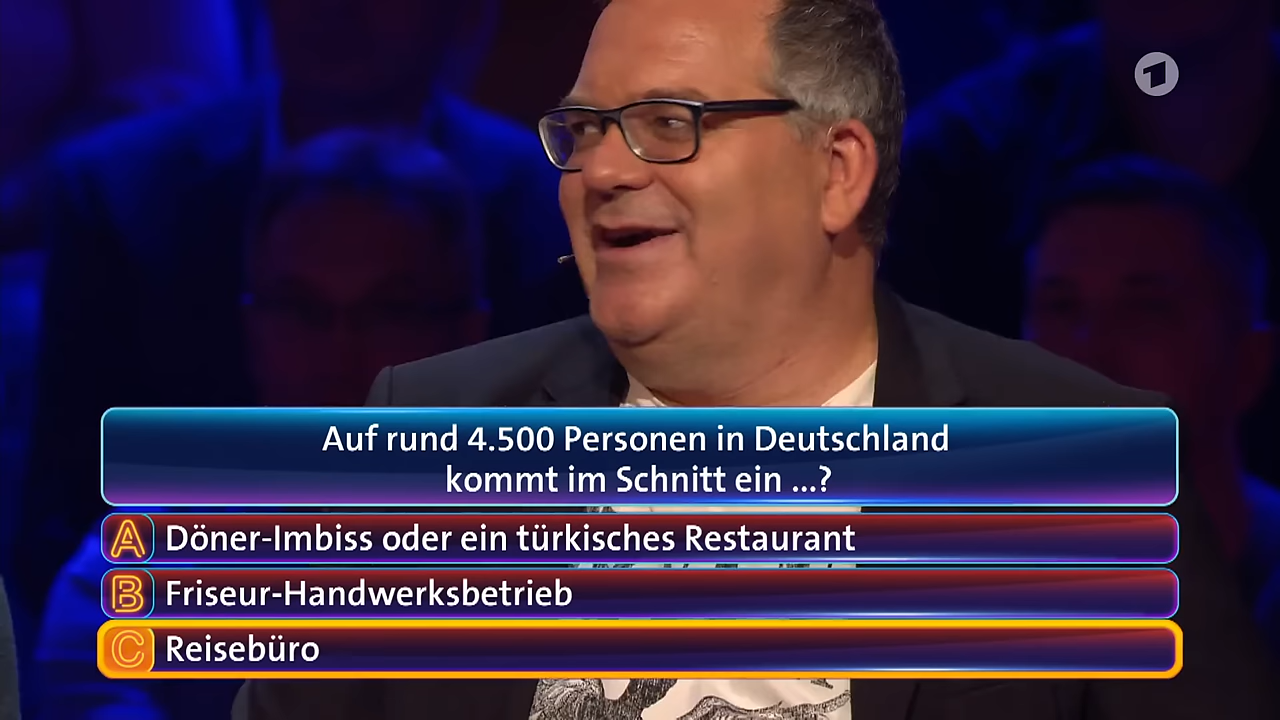 1
Auf rund 4.500 Personen in Deutschland
kommt im Schnitt ein ...?
A Döner-Imbiss oder ein türkisches Restaurant
B Friseur-Handwerksbetrieb
C Reisebüro